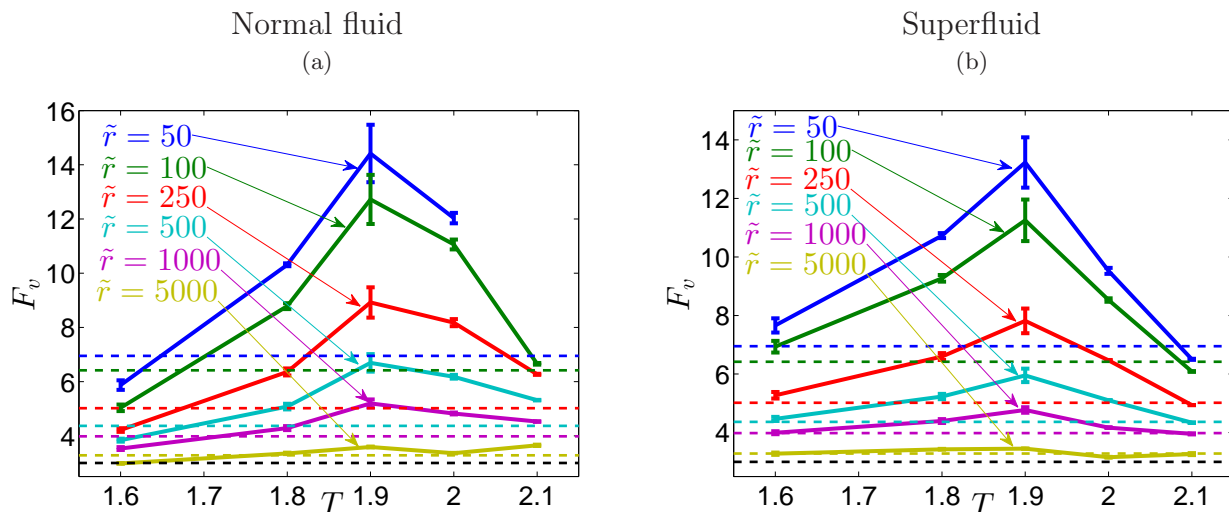 Normal fluid
(a)
16
14
12
10
8
6
4
F_v
r̃ = 50
r̃ = 100
r̃ = 250
r̃ = 500
r̃ = 1000
r̃ = 5000
1.6 1.7 1.8 1.9 2 2.1
T
Superfluid
(b)
14
12
10
8
6
4
F_v
r̃ = 50
r̃ = 100
r̃ = 250
r̃ = 500
r̃ = 1000
r̃ = 5000
1.6 1.7 1.8 1.9 2 2.1
T